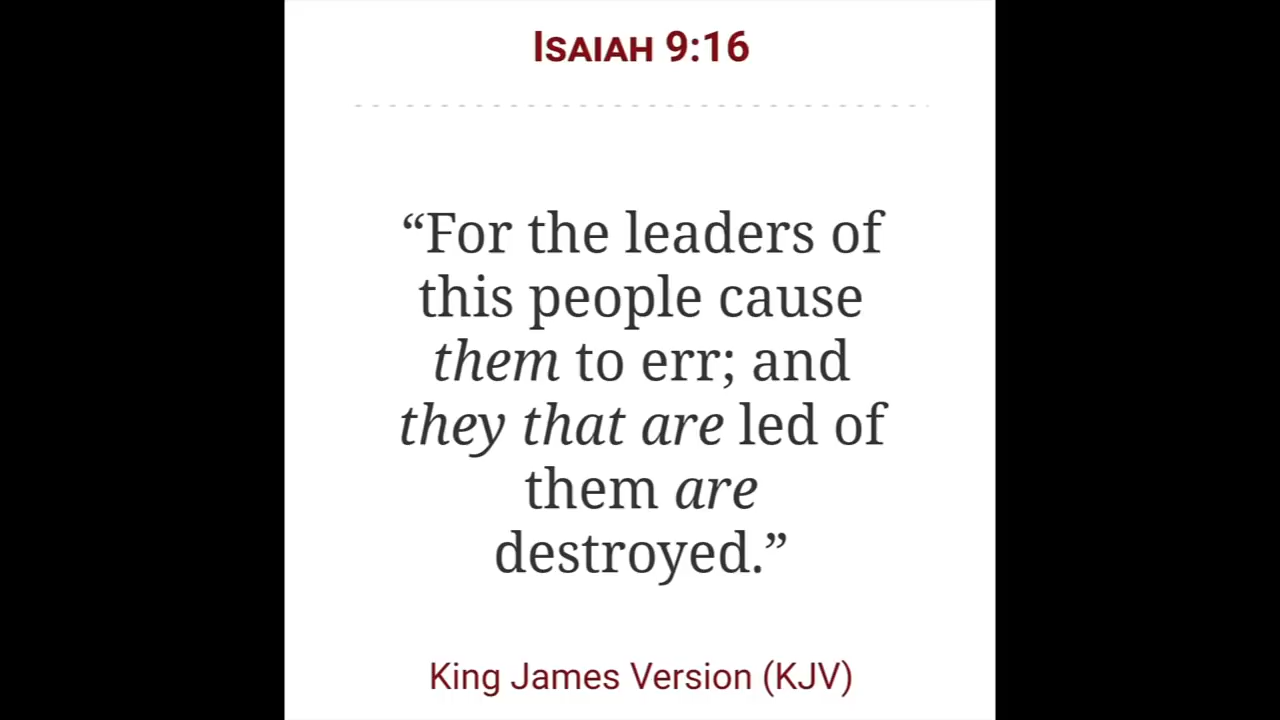 ISAIAH 9:16
“For the leaders of
this people cause
them to err; and
they that are led of
them are
destroyed.”
King James Version (KJV)